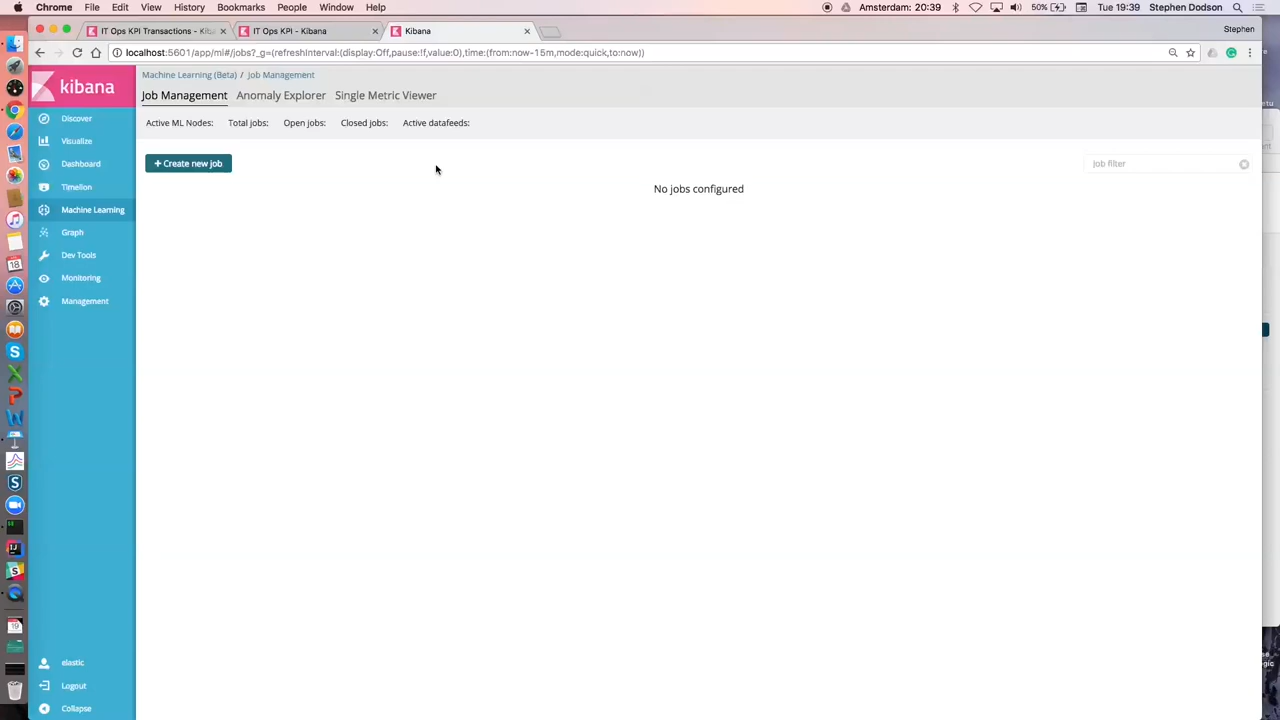 Chrome File Edit View History Bookmarks People Window Help Amsterdam: 20:39 50% Tue 19:39 Stephen Dodson
IT Ops KPI Transactions - Kiba IT Ops KPI - Kibana Kibana Stephen
localhost:5601/app/ml#/jobs?_g=(refreshInterval:(display:Off,pause:!f,value:0),time:(from:now-15m,mode:quick,to:now))
kibana
Machine Learning (Beta) / Job Management
Job Management Anomaly Explorer Single Metric Viewer
Active ML Nodes: Total jobs: Open jobs: Closed jobs: Active datafeeds:
+ Create new job
Job filter
No jobs configured
Discover
Visualize
Dashboard
Timelion
Machine Learning
Graph
Dev Tools
Monitoring
Management
elastic
Logout
Collapse